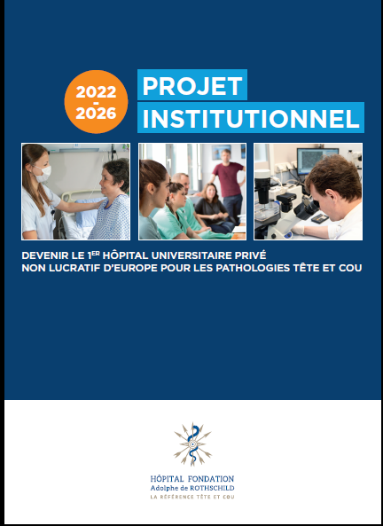 2022
-
2026
PROJET
INSTITUTIONNEL
DEVENIR LE 1ER HÔPITAL UNIVERSITAIRE PRIVÉ
NON LUCRATIF D'EUROPE POUR LES PATHOLOGIES TÊTE ET COU
HÔPITAL FONDATION
Adolphe de ROTHSCHILD
LA RÉFÉRENCE TÊTE ET COU